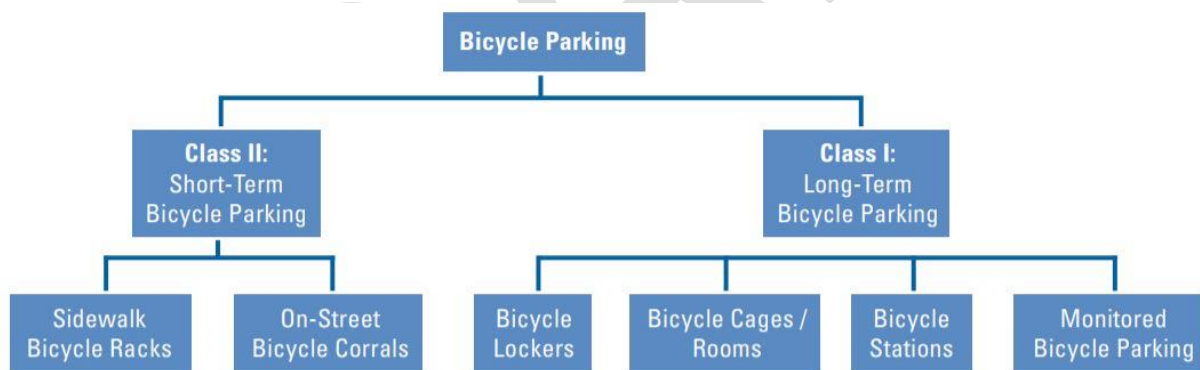 Bicycle Parking
Class II:
Short-Term
Bicycle Parking
Class I:
Long-Term
Bicycle Parking
Sidewalk
Bicycle Racks
On-Street
Bicycle Corrals
Bicycle
Lockers
Bicycle Cages /
Rooms
Bicycle
Stations
Monitored
Bicycle Parking